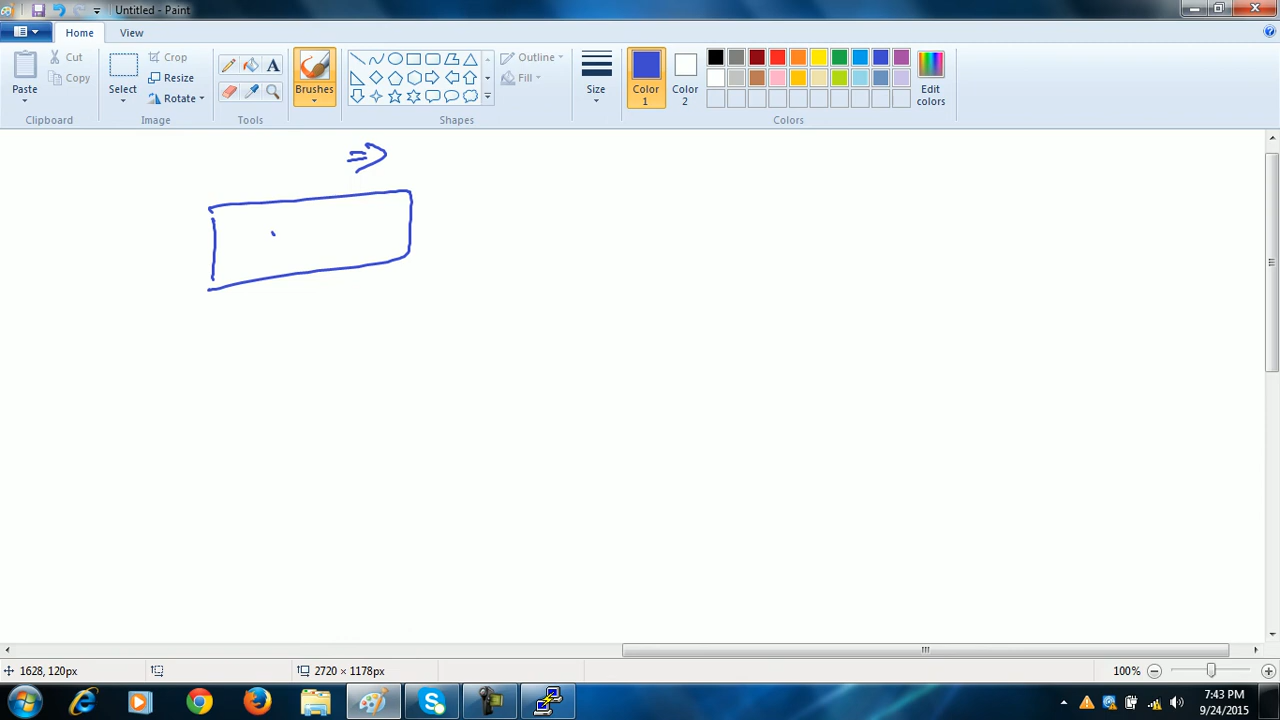 Untitled - Paint
Home View
Paste
Cut
Copy
Clipboard
Select
Crop
Resize
Rotate
Image
A
Tools
Brushes
Outline
Fill
Shapes
Size
Color 1
Color 2
Edit colors
Colors
1628, 120px
2720 × 1178px
100%
7:43 PM
9/24/2015